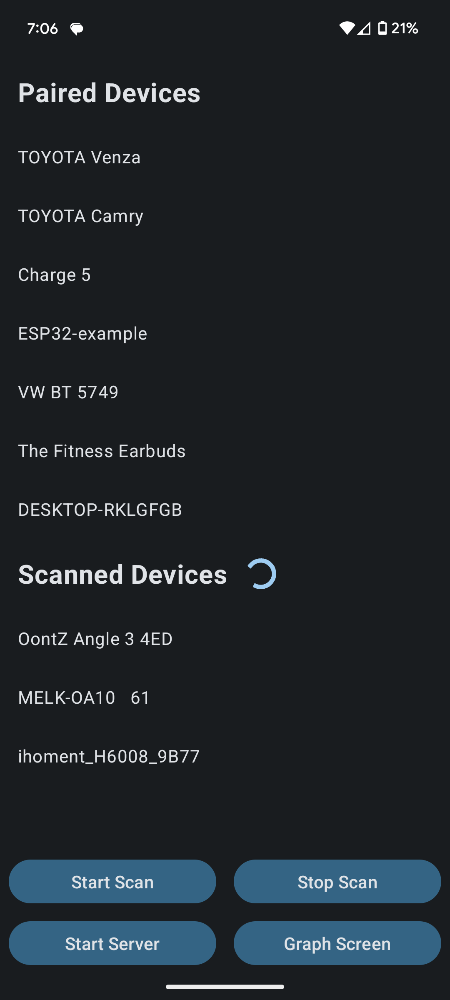 7:06
21%
Paired Devices
TOYOTA Venza
TOYOTA Camry
Charge 5
ESP32-example
VW BT 5749
The Fitness Earbuds
DESKTOP-RKLGFGB
Scanned Devices
OontZ Angle 3 4ED
MELK-OA10   61
ihoment_H6008_9B77
Start Scan
Stop Scan
Start Server
Graph Screen